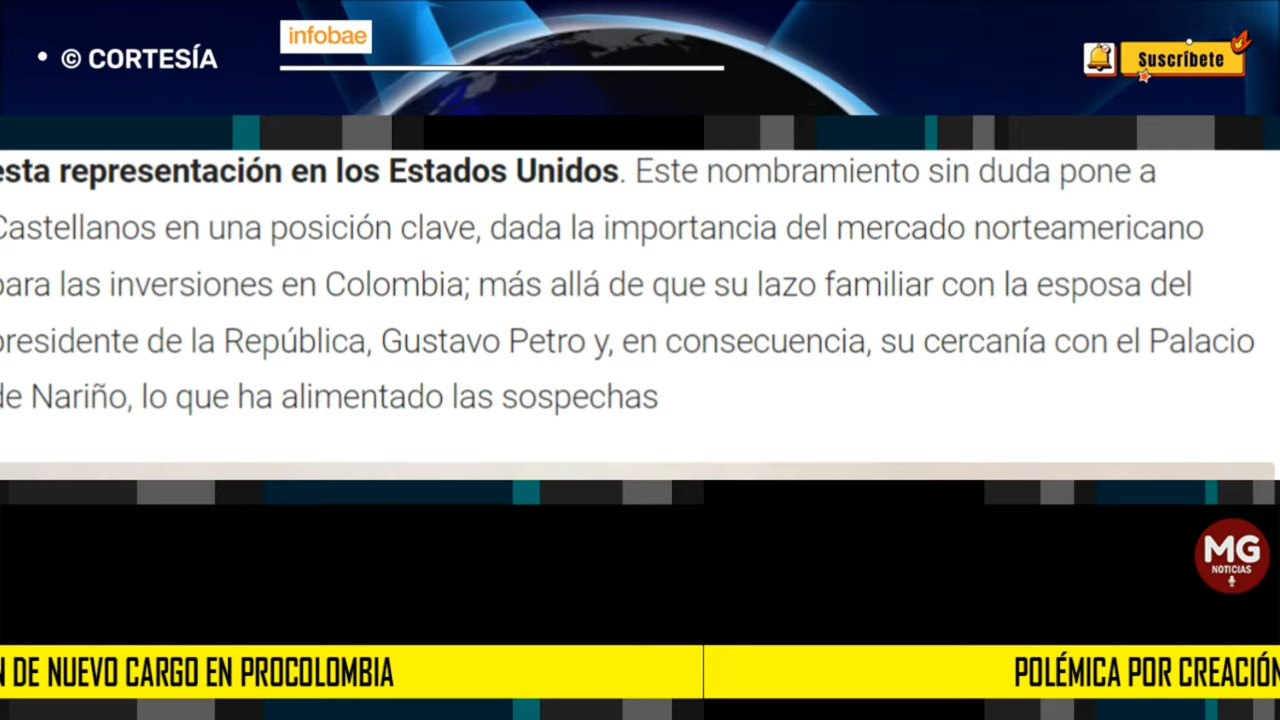 • © CORTESÍA
infobae
Suscríbete
esta representación en los Estados Unidos. Este nombramiento sin duda pone a
Castellanos en una posición clave, dada la importancia del mercado norteamericano
para las inversiones en Colombia; más allá de que su lazo familiar con la esposa del
presidente de la República, Gustavo Petro y, en consecuencia, su cercanía con el Palacio
de Nariño, lo que ha alimentado las sospechas
MG
NOTICIAS
N DE NUEVO CARGO EN PROCOLOMBIA
POLÉMICA POR CREACIÓN